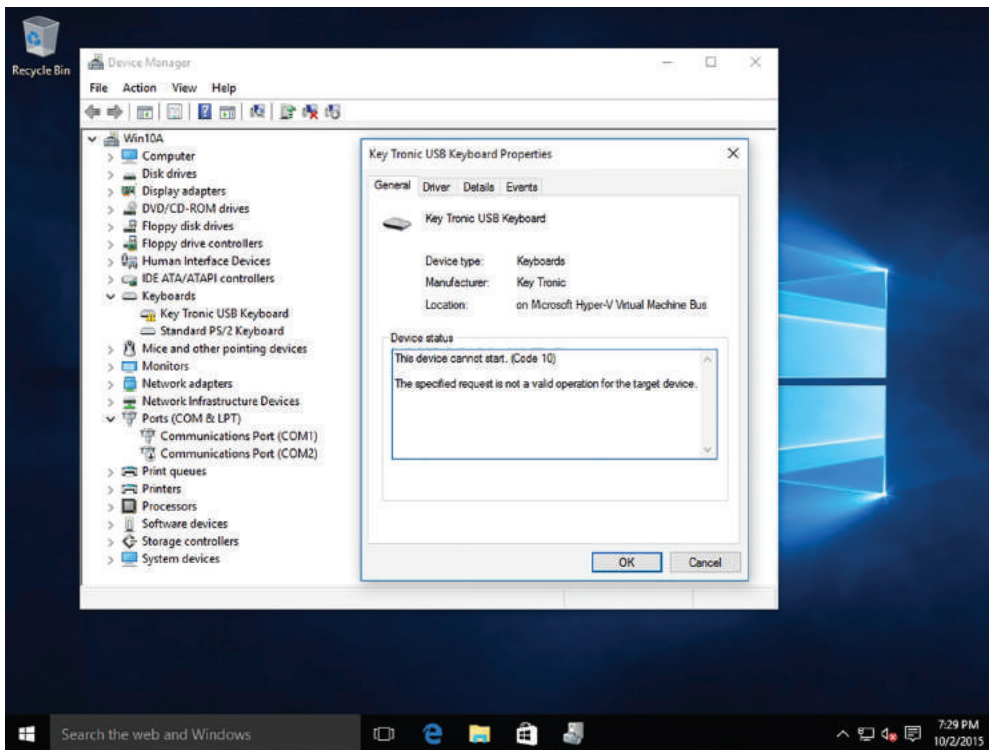 Recycle Bin
Device Manager
File Action View Help
Win10A
Computer
Disk drives
Display adapters
DVD/CD-ROM drives
Floppy disk drives
Floppy drive controllers
Human Interface Devices
IDE ATA/ATAPI controllers
Keyboards
Key Tronic USB Keyboard
Standard PS/2 Keyboard
Mice and other pointing devices
Monitors
Network adapters
Network Infrastructure Devices
Ports (COM & LPT)
Communications Port (COM1)
Communications Port (COM2)
Print queues
Printers
Processors
Software devices
Storage controllers
System devices
Key Tronic USB Keyboard Properties
General Driver Details Events
Key Tronic USB Keyboard
Device type: Keyboards
Manufacturer: Key Tronic
Location: on Microsoft Hyper-V Virtual Machine Bus
Device status
This device cannot start. (Code 10)
The specified request is not a valid operation for the target device.
OK Cancel
Search the web and Windows
7:29 PM
10/2/2015